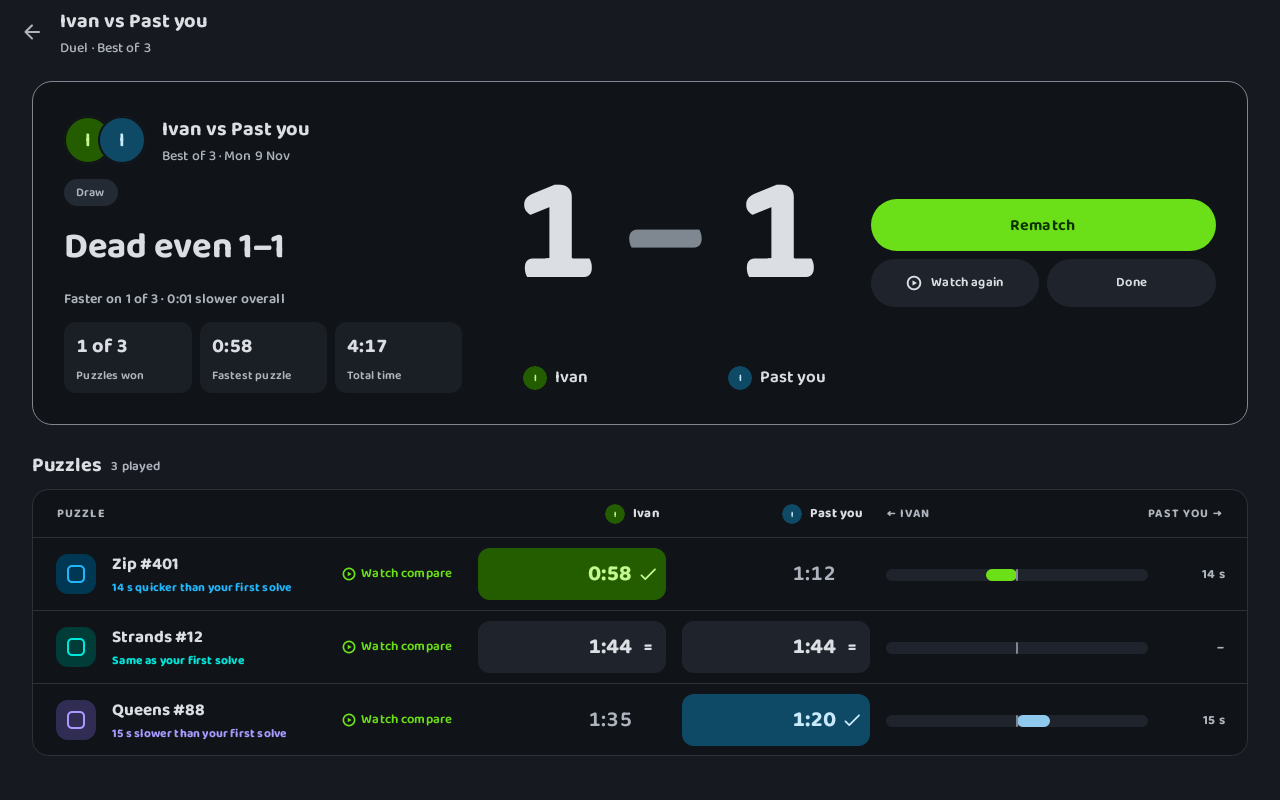 Ivan vs Past you
Duel · Best of 3
I I
Ivan vs Past you
Best of 3 · Mon 9 Nov
Draw
Dead even 1–1
Faster on 1 of 3 · 0:01 slower overall
1 of 3
Puzzles won
0:58
Fastest puzzle
4:17
Total time
1 – 1
I Ivan
I Past you
Rematch
Watch again
Done
Puzzles 3 played
PUZZLE I Ivan I Past you ← IVAN PAST YOU →
Zip #401
14 s quicker than your first solve
Watch compare 0:58 1:12 14 s
Strands #12
Same as your first solve
Watch compare 1:44 = 1:44 = –
Queens #88
15 s slower than your first solve
Watch compare 1:35 1:20 15 s